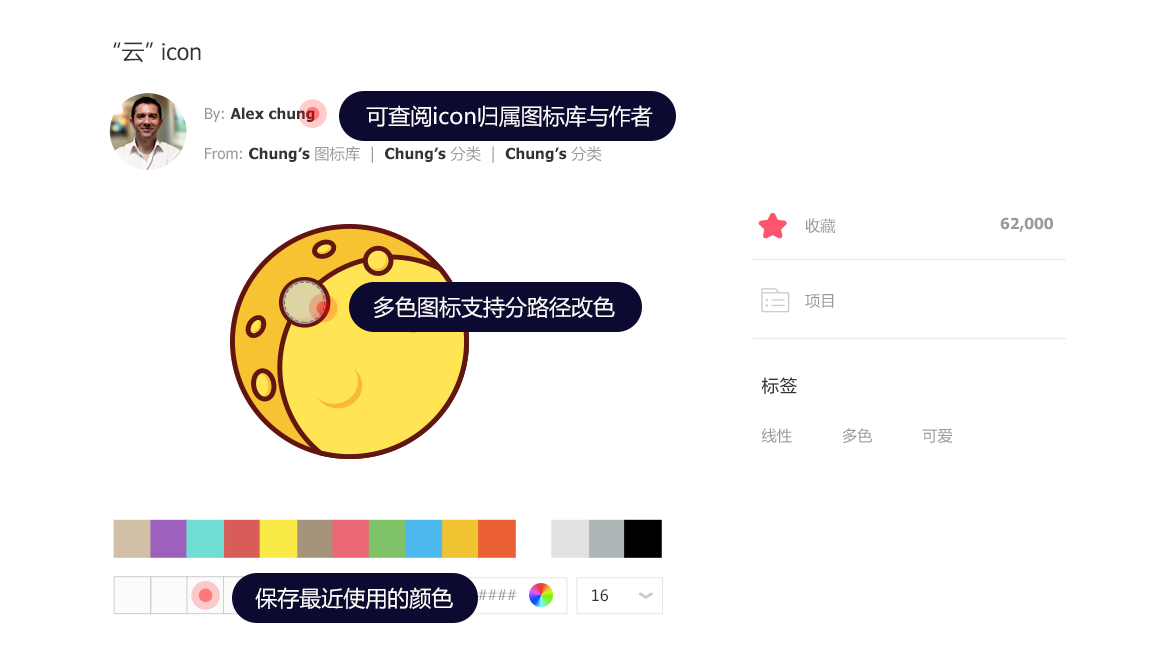 “云” icon
By: Alex chung
可查阅icon归属图标库与作者
From: Chung’s 图标库 | Chung’s 分类 | Chung’s 分类
收藏 62,000
多色图标支持分路径改色
项目
标签
线性 多色 可爱
保存最近使用的颜色
####
16